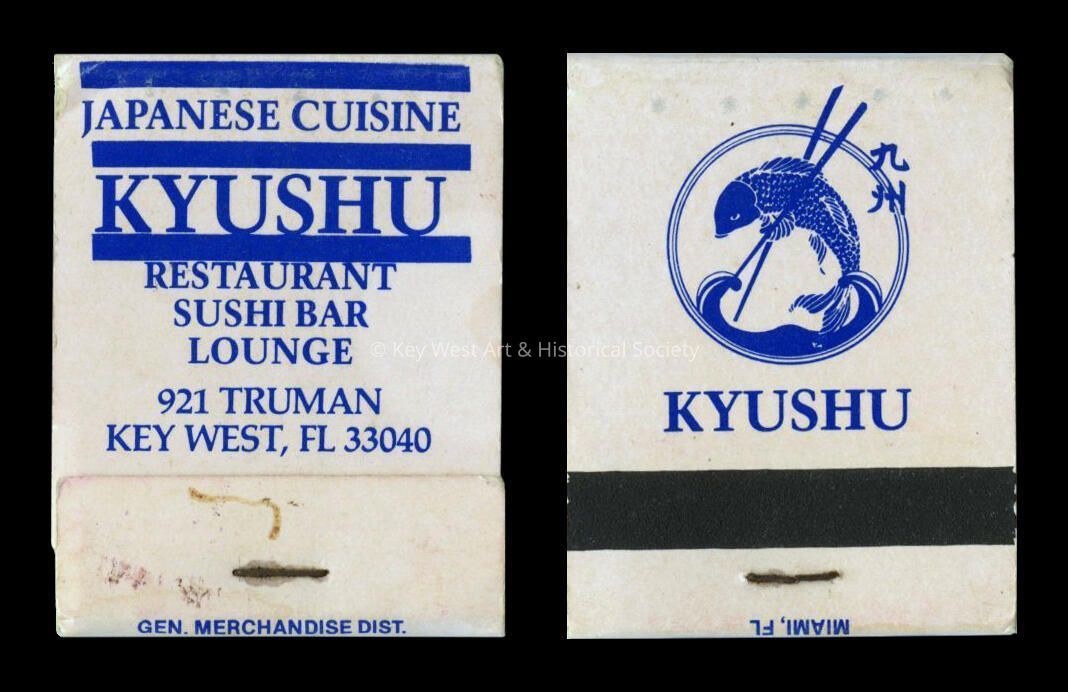 JAPANESE CUISINE
KYUSHU
RESTAURANT
SUSHI BAR
LOUNGE
921 TRUMAN
KEY WEST, FL 33040
GEN. MERCHANDISE DIST.
九州
KYUSHU
MIAMI, FL
© Key West Art & Historical Society